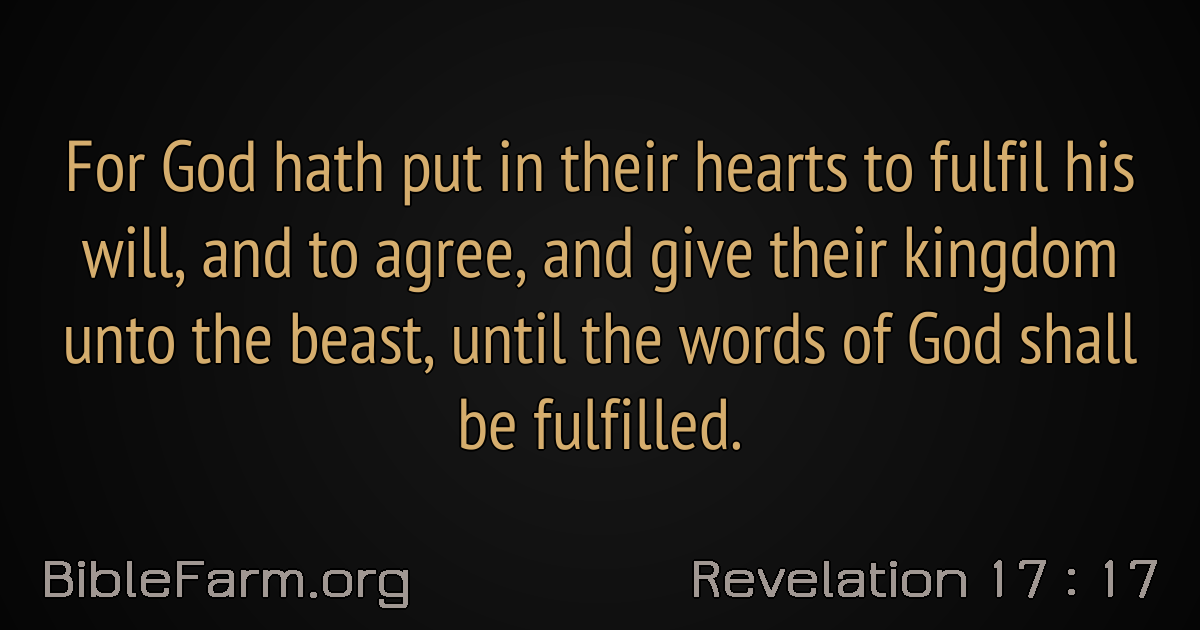 For God hath put in their hearts to fulfil his
will, and to agree, and give their kingdom
unto the beast, until the words of God shall
be fulfilled.
BibleFarm.org
Revelation 17 : 17